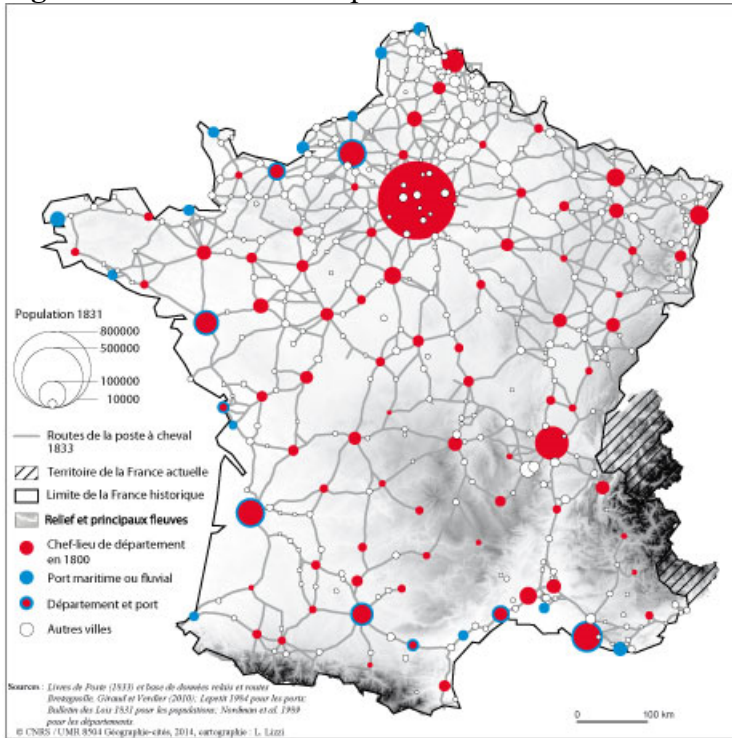 Population 1831
800000
500000
100000
10000
Routes de la poste à cheval
1833
Territoire de la France actuelle
Limite de la France historique
Relief et principaux fleuves
Chef-lieu de département
en 1800
Port maritime ou fluvial
Département et port
Autres villes
Sources : Livres de Poste (1833) et base de données relais et routes
Bretagnolle, Giraud et Verdier (2010); Lepetit 1984 pour les ports;
Bulletin des Lois 1831 pour les populations; Nordman et al. 1989
pour les départements
© CNRS / UMR 8504 Géographie-cités, 2014, cartographie : L. Lizzi
0 100 km